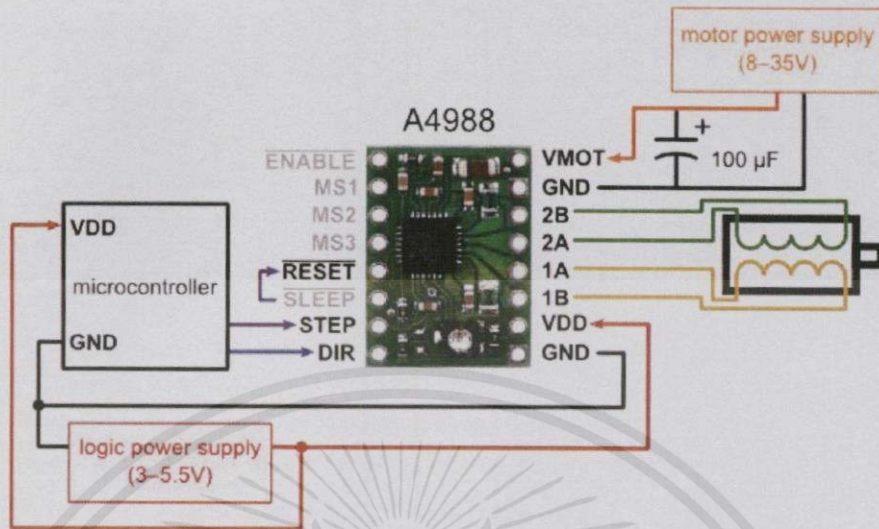 motor power supply
(8–35V)
A4988
ENABLE
MS1
MS2
MS3
RESET
SLEEP
STEP
DIR
VMOT
GND
2B
2A
1A
1B
VDD
GND
+
100 µF
VDD
microcontroller
GND
logic power supply
(3–5.5V)